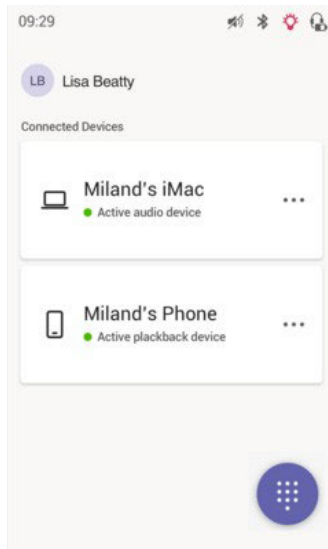 09:29
LB Lisa Beatty
Connected Devices
Miland's iMac
Active audio device
Miland's Phone
Active plackback device